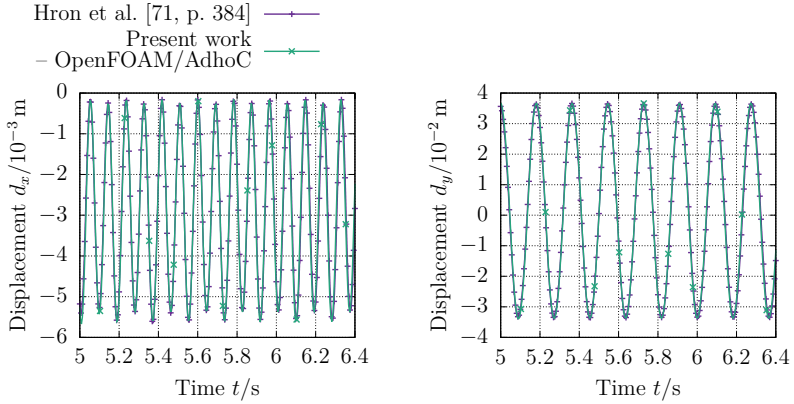 Hron et al. [71, p. 384]
Present work
– OpenFOAM/AdhoC
Displacement dₓ/10⁻³ m
0
−1
−2
−3
−4
−5
−6
5 5.2 5.4 5.6 5.8 6 6.2 6.4
Time t/s
Displacement d_y/10⁻² m
4
3
2
1
0
−1
−2
−3
−4
5 5.2 5.4 5.6 5.8 6 6.2 6.4
Time t/s